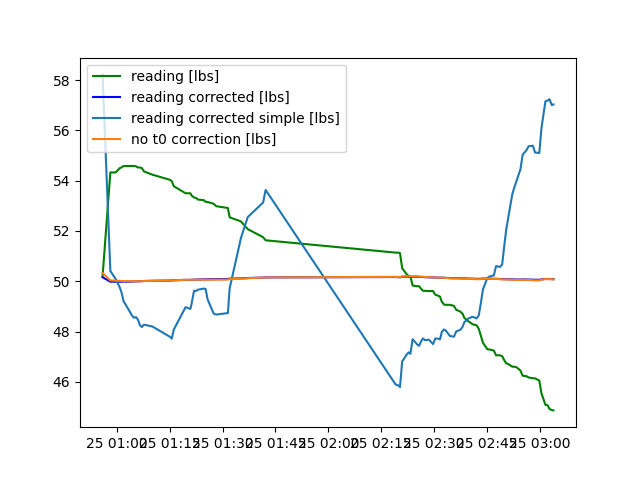 58
56
54
52
50
48
46
reading [lbs]
reading corrected [lbs]
reading corrected simple [lbs]
no t0 correction [lbs]
25 01:00 25 01:15 25 01:30 25 01:45 25 02:00 25 02:15 25 02:30 25 02:45 25 03:00